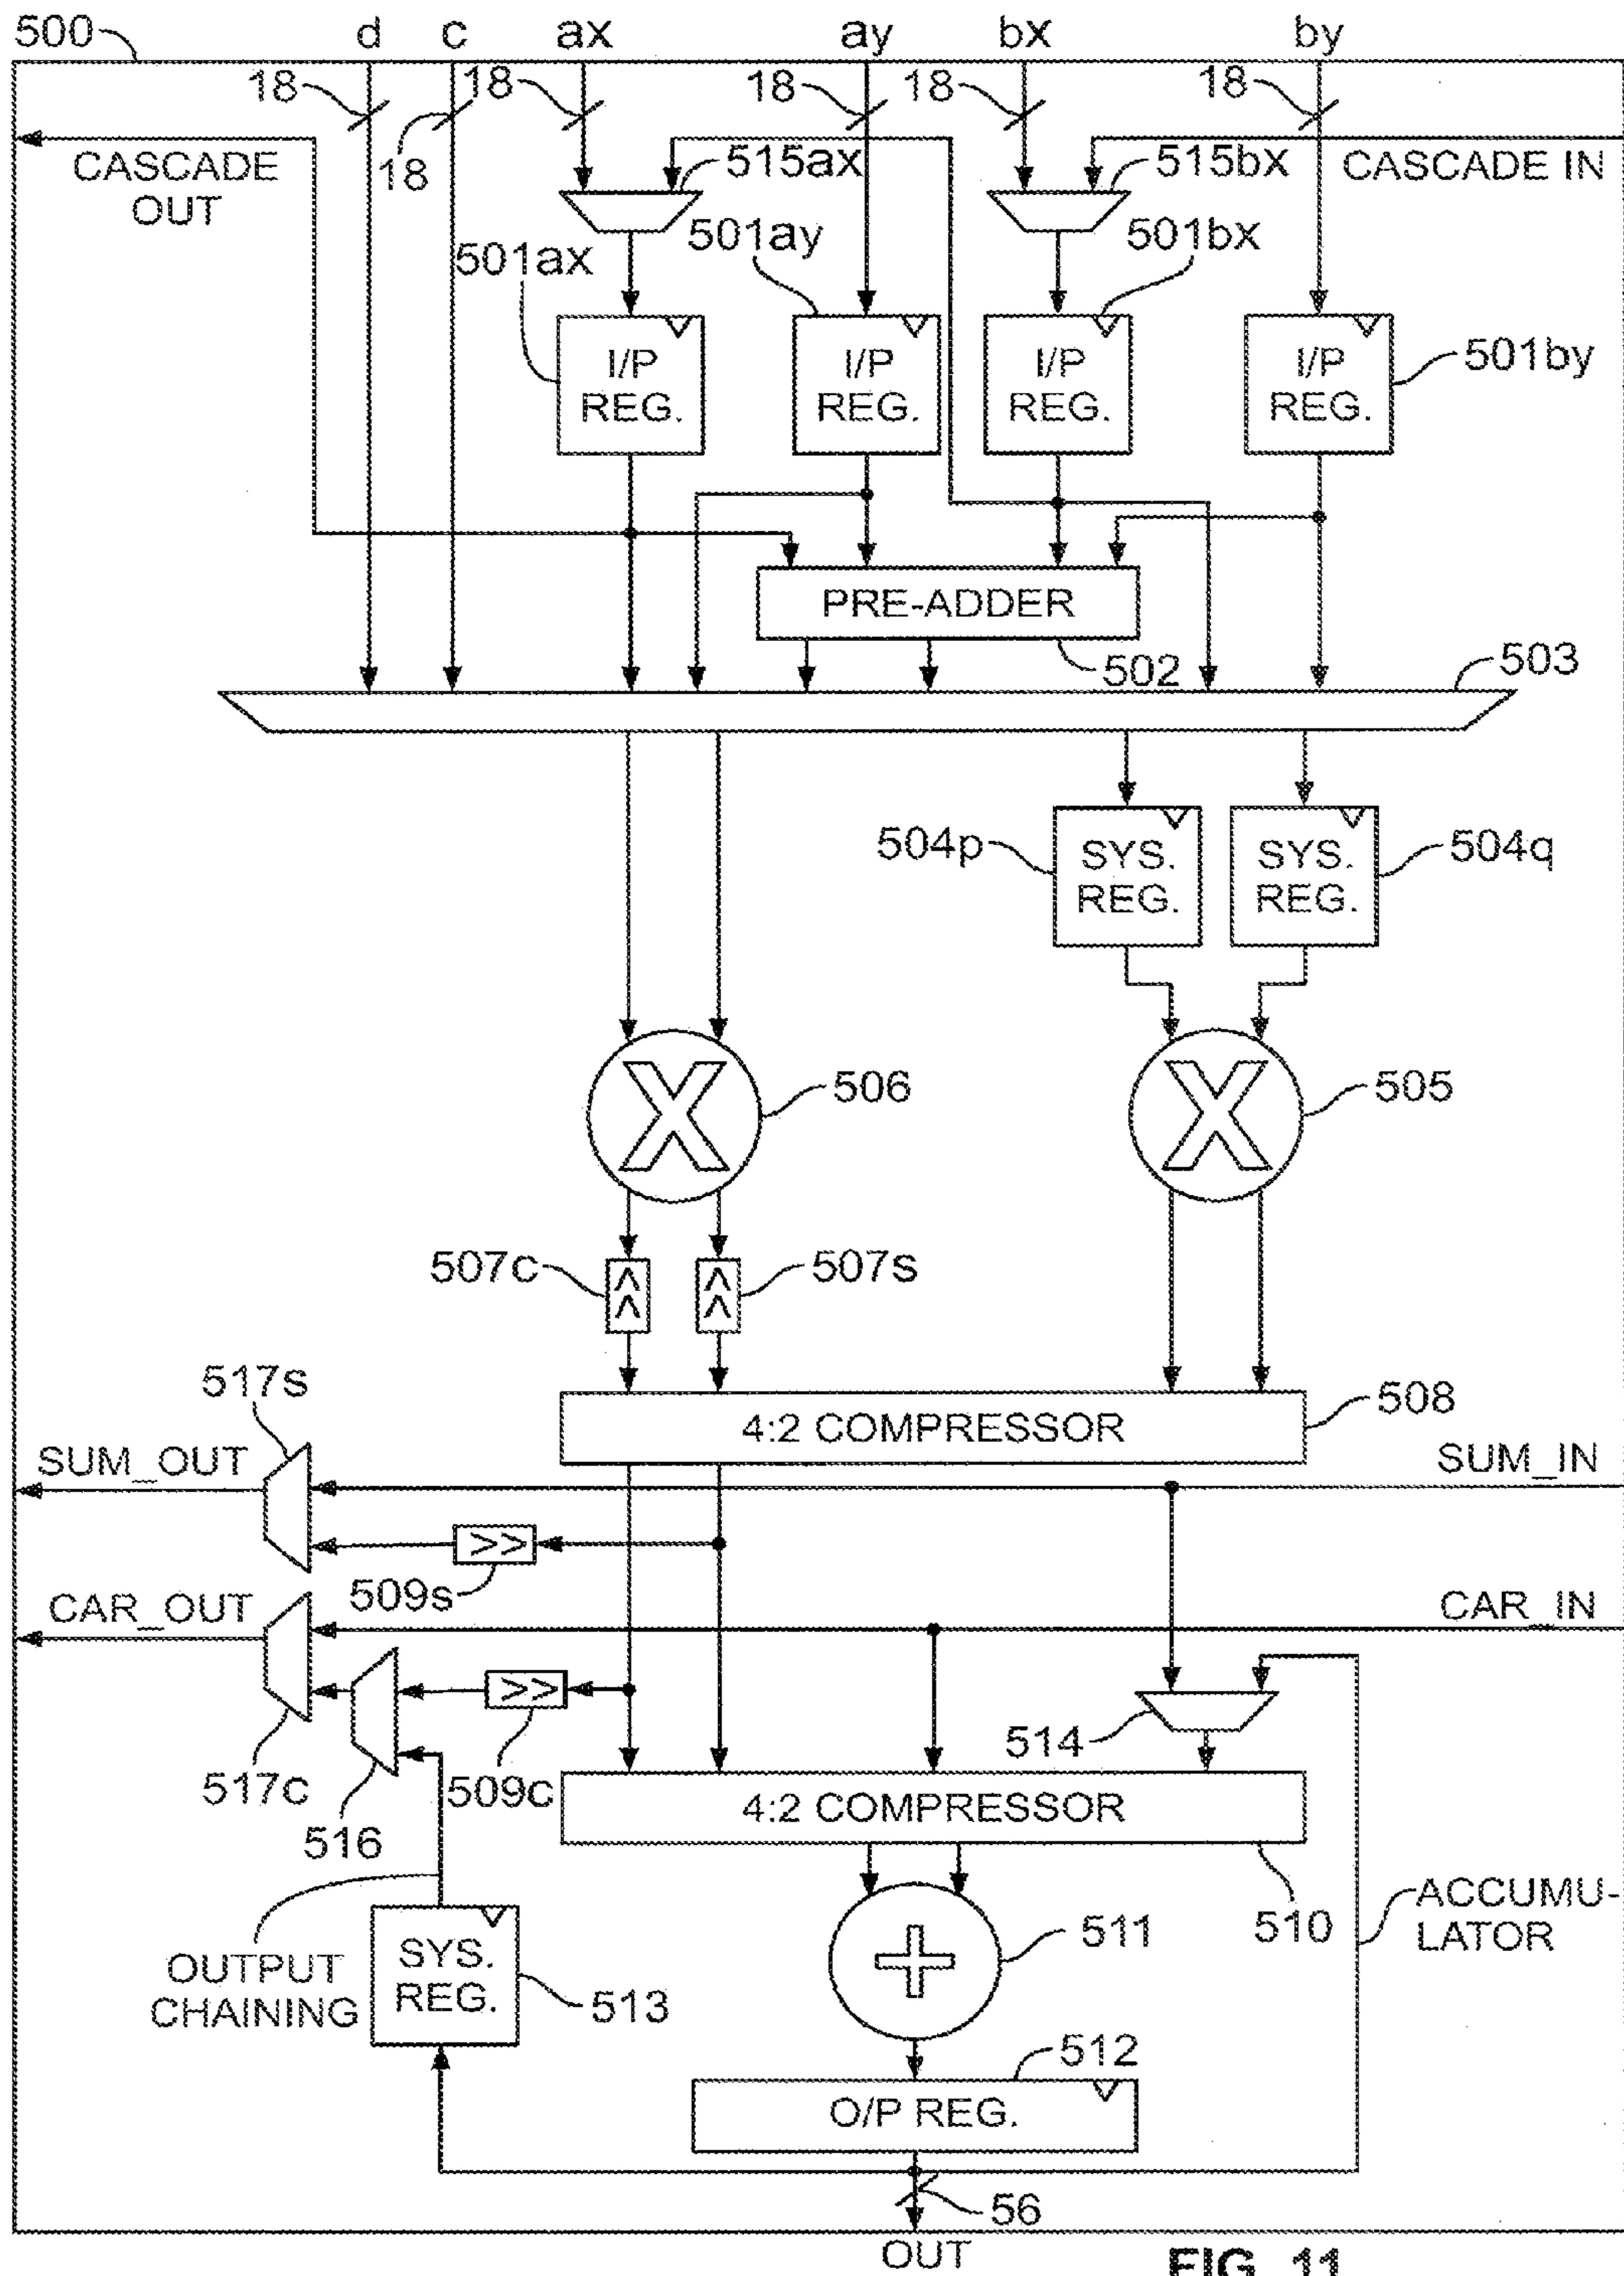 500
d
c
ax
ay
bx
by
18
18
18
18
18
18
CASCADE
OUT
515ax
515bx
CASCADE IN
501ax
501ay
501bx
I/P
REG.
I/P
REG.
I/P
REG.
I/P
REG.
501by
PRE-ADDER
502
503
504p
SYS.
REG.
SYS.
REG.
504q
X
506
X
505
507c
<<
<<
507s
4:2 COMPRESSOR
508
517s
SUM_OUT
SUM_IN
>>
509s
CAR_OUT
CAR_IN
>>
509c
517c
516
514
4:2 COMPRESSOR
510
+
511
ACCUMU-
LATOR
OUTPUT
CHAINING
SYS.
REG.
513
512
O/P REG.
56
OUT
FIG. 11